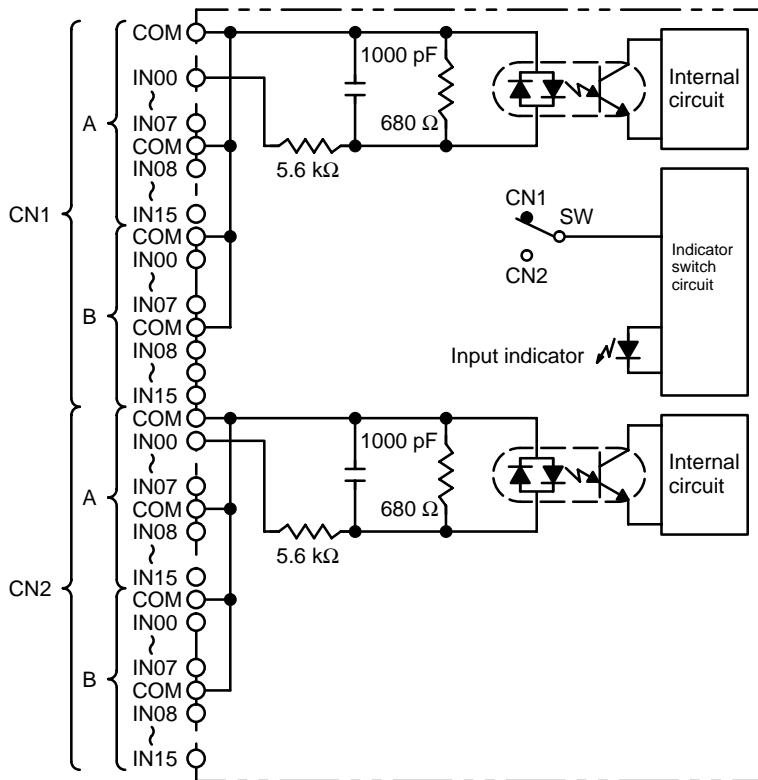 COM
IN00
~
IN07
COM
IN08
~
IN15
COM
IN00
~
IN07
COM
IN08
~
IN15
COM
IN00
~
IN07
COM
IN08
~
IN15
COM
IN00
~
IN07
COM
IN08
~
IN15
A
B
A
B
CN1
CN2
1000 pF
680 Ω
5.6 kΩ
Internal
circuit
CN1
SW
CN2
Indicator
switch
circuit
Input indicator
1000 pF
680 Ω
5.6 kΩ
Internal
circuit